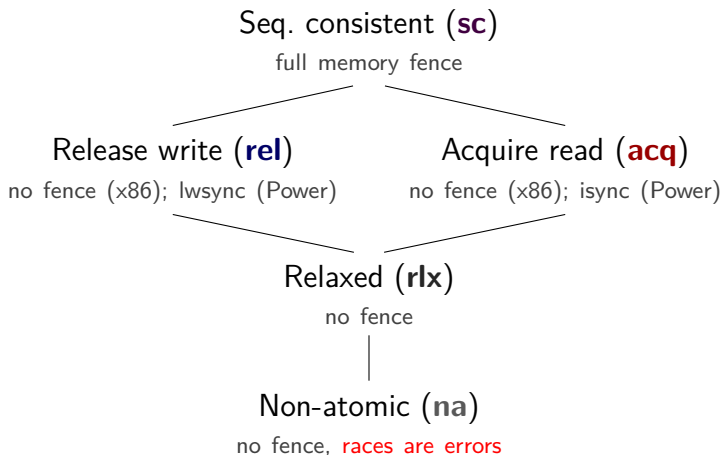 Seq. consistent (sc)
full memory fence
Release write (rel)
no fence (x86); lwsync (Power)
Acquire read (acq)
no fence (x86); isync (Power)
Relaxed (rlx)
no fence
Non-atomic (na)
no fence, races are errors